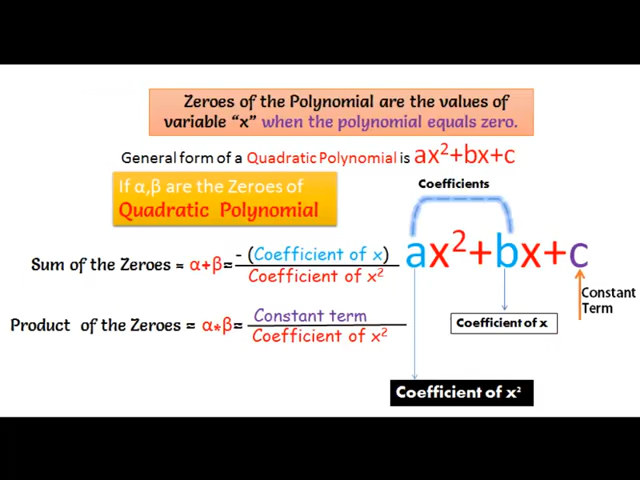 Zeroes of the Polynomial are the values of
variable “x” when the polynomial equals zero.
General form of a Quadratic Polynomial is ax²+bx+c
If α,β are the Zeroes of
Quadratic Polynomial
Coefficients
ax²+bx+c
Sum of the Zeroes = α+β= - (Coefficient of x)
Coefficient of x²
Constant
Term
Product of the Zeroes = α*β= Constant term
Coefficient of x²
Coefficient of x
Coefficient of x²